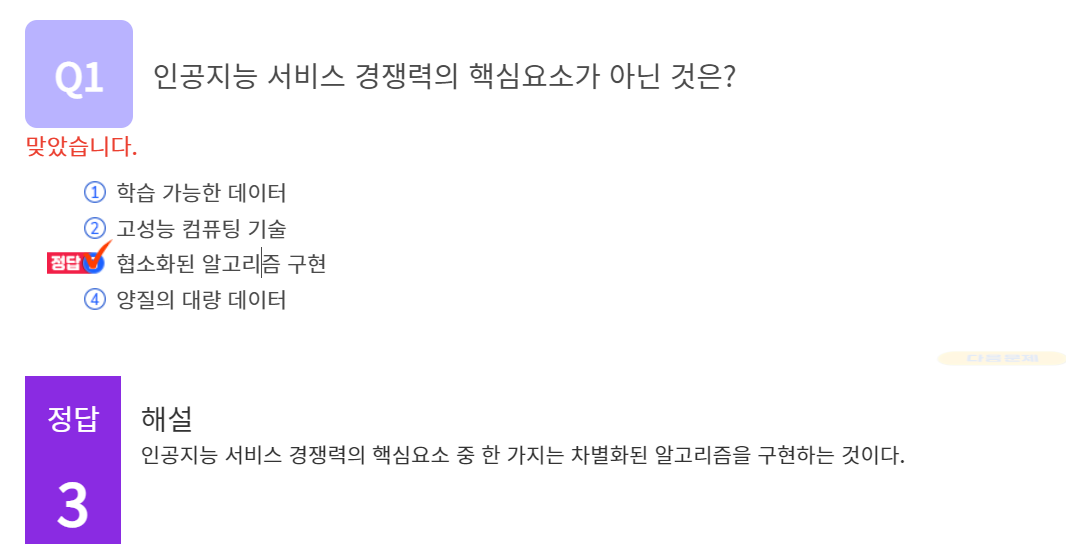 Q1 인공지능 서비스 경쟁력의 핵심요소가 아닌 것은?
맞았습니다.
① 학습 가능한 데이터
② 고성능 컴퓨팅 기술
정답 협소화된 알고리즘 구현
④ 양질의 대량 데이터
다음문제
정답 해설
인공지능 서비스 경쟁력의 핵심요소 중 한 가지는 차별화된 알고리즘을 구현하는 것이다.
3